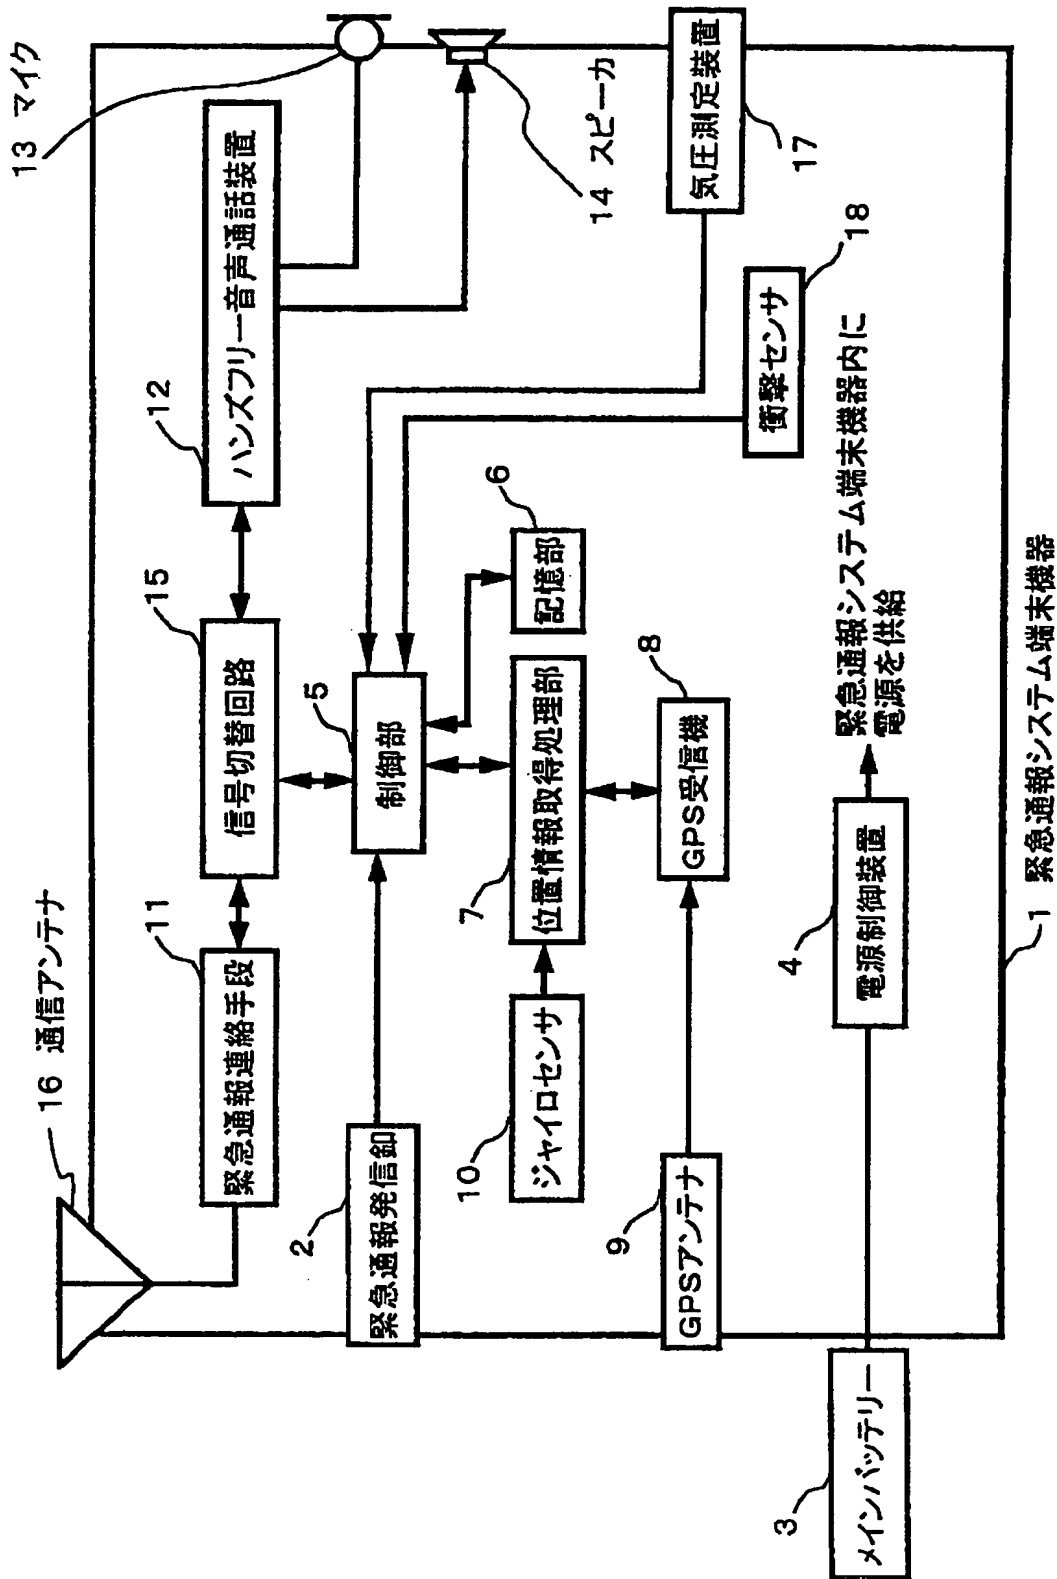 16 通信アンテナ
11
緊急通報連絡手段
15
信号切替回路
12
ハンズフリー音声通話装置
13 マイク
14 スピーカ
2
緊急通報発信釦
5
制御部
10
ジャイロセンサ
7
位置情報取得処理部
6
記憶部
9
GPSアンテナ
8
GPS受信機
気圧測定装置
17
衝撃センサ
18
3
メインバッテリー
4
電源制御装置
緊急通報システム端末機器内に
電源を供給
1 緊急通報システム端末機器